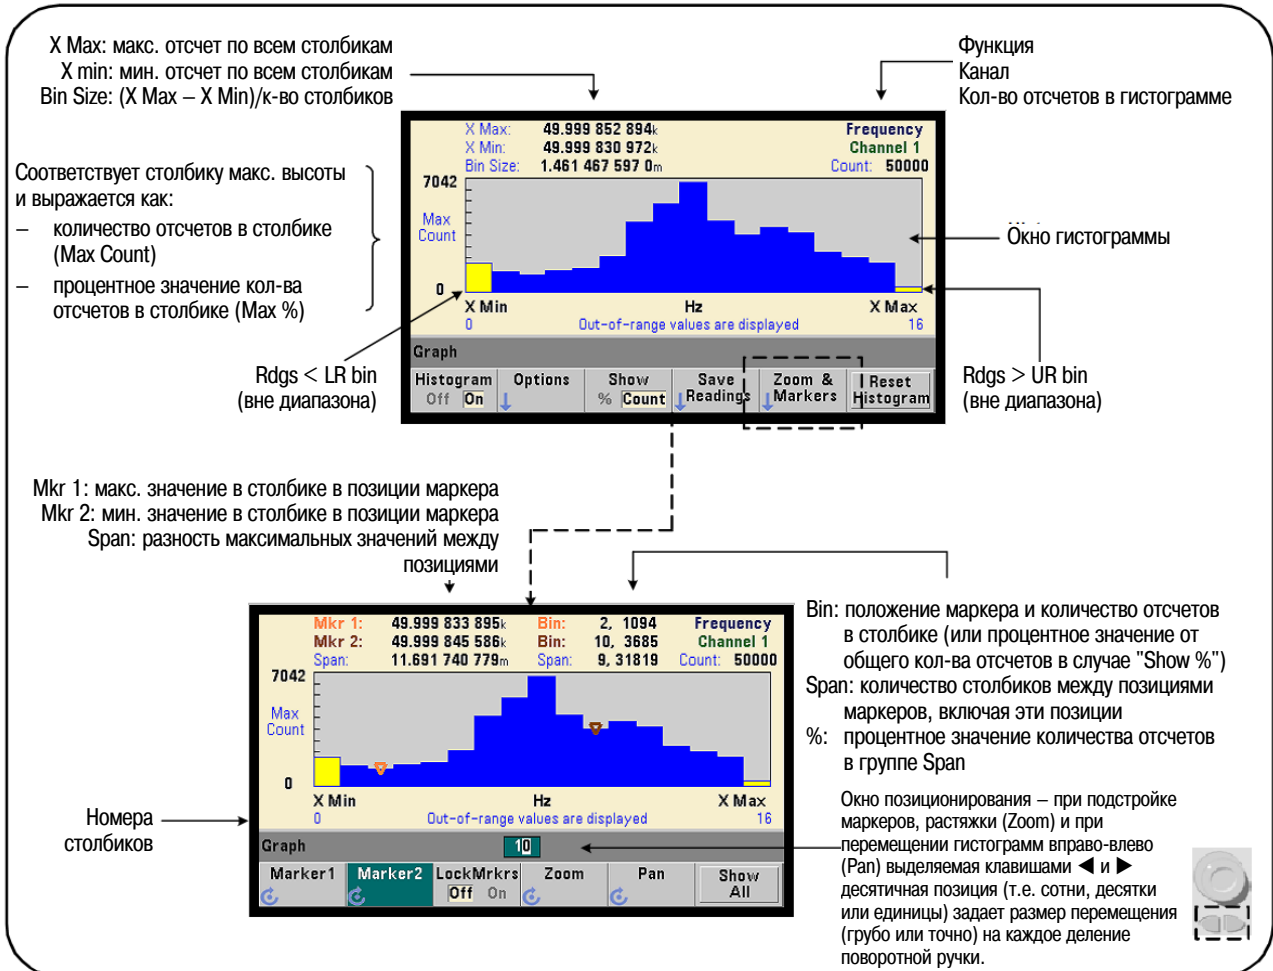 X Max: макс. отсчет по всем столбикам
X min: мин. отсчет по всем столбикам
Bin Size: (X Max – X Min)/к-во столбиков
Функция
Канал
Кол-во отсчетов в гистограмме
X Max: 49.999 852 894k
X Min: 49.999 830 972k
Bin Size: 1.461 467 597 0m
Frequency
Channel 1
Count: 50000
Соответствует столбику макс. высоты
и выражается как:
– количество отсчетов в столбике
(Max Count)
– процентное значение кол-ва
отсчетов в столбике (Max %)
7042
Max
Count
0
X Min
Hz
X Max
0
Out-of-range values are displayed
16
Окно гистограммы
Graph
Histogram
Off On
Options
Show
% Count
Save
Readings
Zoom &
Markers
Reset
Histogram
Rdgs < LR bin
(вне диапазона)
Rdgs > UR bin
(вне диапазона)
Mkr 1: макс. значение в столбике в позиции маркера
Mkr 2: мин. значение в столбике в позиции маркера
Span: разность максимальных значений между
позициями
Mkr 1: 49.999 833 895k Bin: 2, 1094 Frequency
Mkr 2: 49.999 845 586k Bin: 10, 3685 Channel 1
Span: 11.691 740 779m Span: 9, 31819 Count: 50000
7042
Max
Count
0
X Min
Hz
X Max
0
Out-of-range values are displayed
16
Graph
10
Marker1
Marker2
LockMrkrs
Off On
Zoom
Pan
Show
All
Номера
столбиков
Bin: положение маркера и количество отсчетов
в столбике (или процентное значение от
общего кол-ва отсчетов в случае "Show %")
Span: количество столбиков между позициями
маркеров, включая эти позиции
%: процентное значение количества отсчетов
в группе Span
Окно позиционирования – при подстройке
маркеров, растяжки (Zoom) и при
перемещении гистограмм вправо-влево
(Pan) выделяемая клавишами ◀ и ▶
десятичная позиция (т.е. сотни, десятки
или единицы) задает размер перемещения
(грубо или точно) на каждое деление
поворотной ручки.